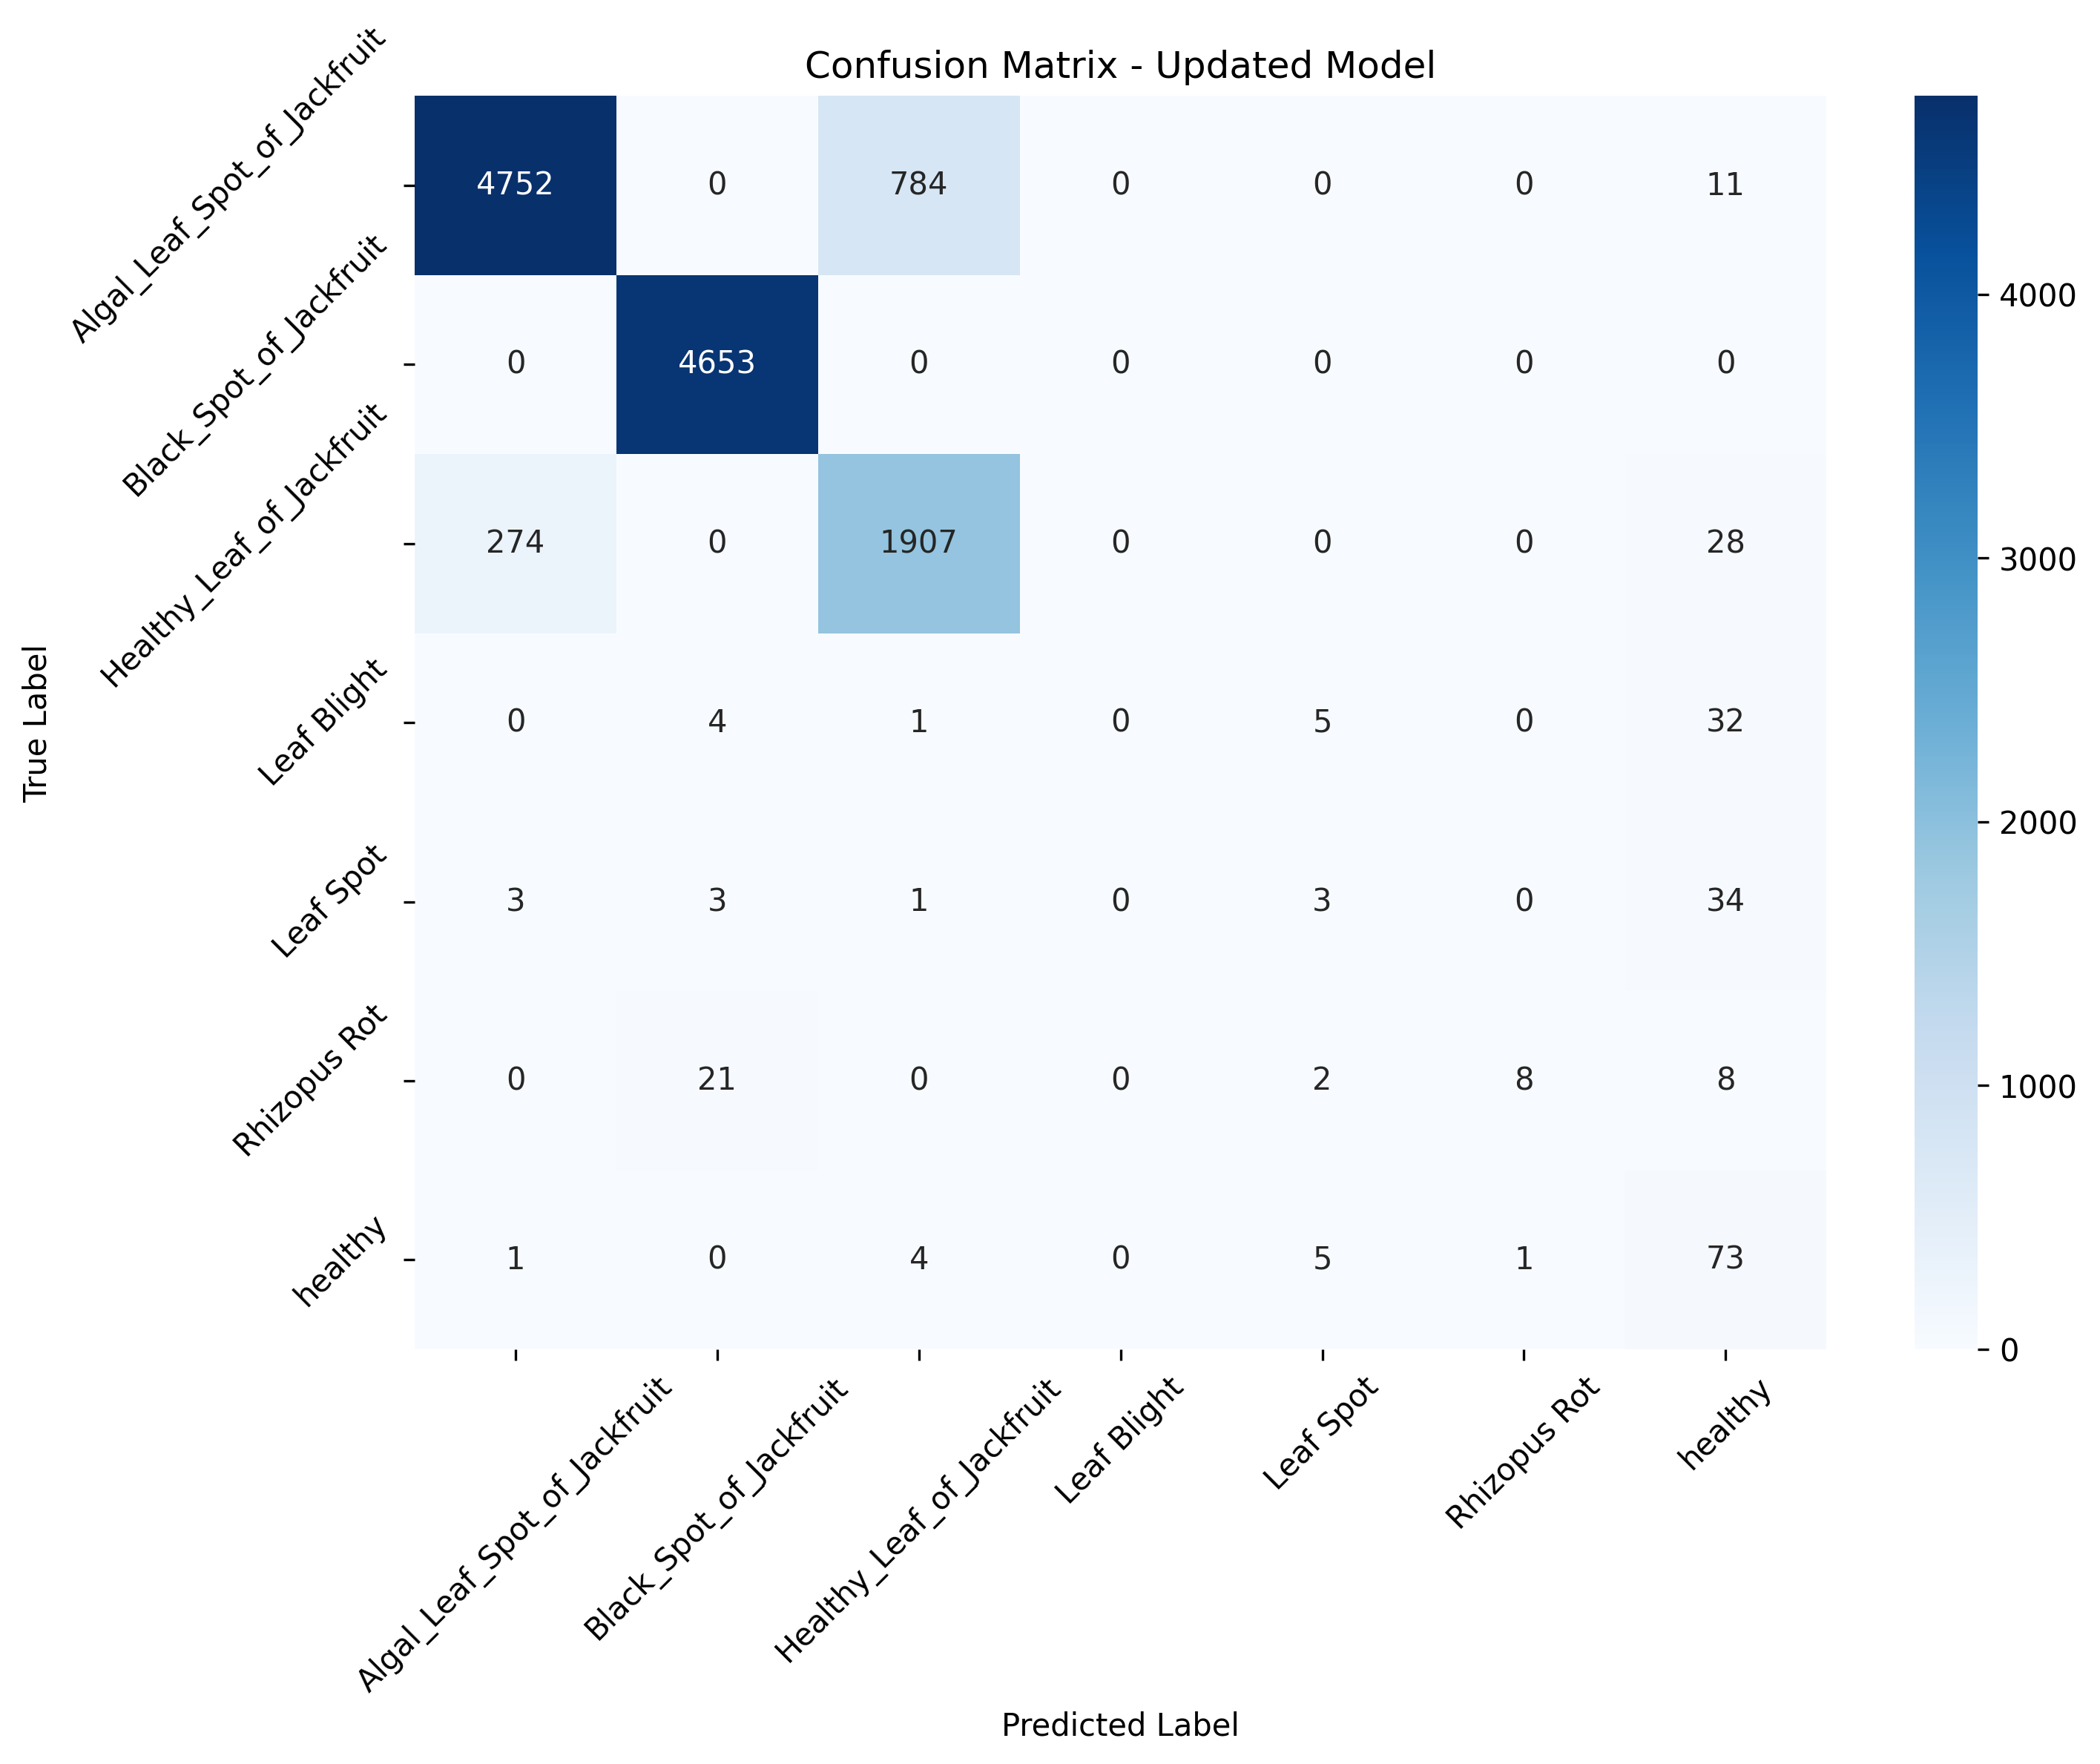 Confusion Matrix - Updated Model
True Label
Algal_Leaf_Spot_of_Jackfruit
4752 0 784 0 0 0 11
Black_Spot_of_Jackfruit
0 4653 0 0 0 0 0
Healthy_Leaf_of_Jackfruit
274 0 1907 0 0 0 28
Leaf Blight
0 4 1 0 5 0 32
Leaf Spot
3 3 1 0 3 0 34
Rhizopus Rot
0 21 0 0 2 8 8
healthy
1 0 4 0 5 1 73
Algal_Leaf_Spot_of_Jackfruit
Black_Spot_of_Jackfruit
Healthy_Leaf_of_Jackfruit
Leaf Blight
Leaf Spot
Rhizopus Rot
healthy
Predicted Label
4000
3000
2000
1000
0